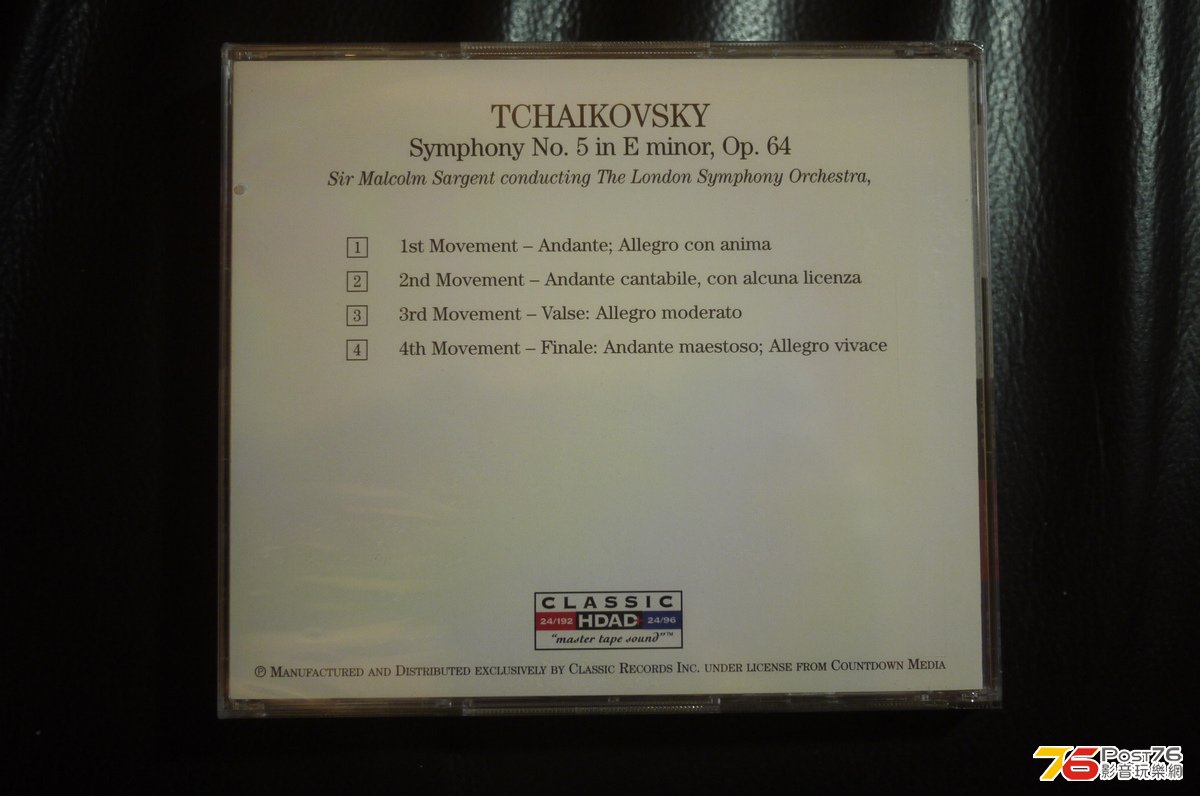 TCHAIKOVSKY
Symphony No. 5 in E minor, Op. 64
Sir Malcolm Sargent conducting The London Symphony Orchestra,
1 1st Movement – Andante; Allegro con anima
2 2nd Movement – Andante cantabile, con alcuna licenza
3 3rd Movement – Valse: Allegro moderato
4 4th Movement – Finale: Andante maestoso; Allegro vivace
CLASSIC
24/192 HDAD 24/96
"master tape sound"™
℗ Manufactured and Distributed exclusively by Classic Records Inc. under license from Countdown Media
76 Post76
影音玩樂網